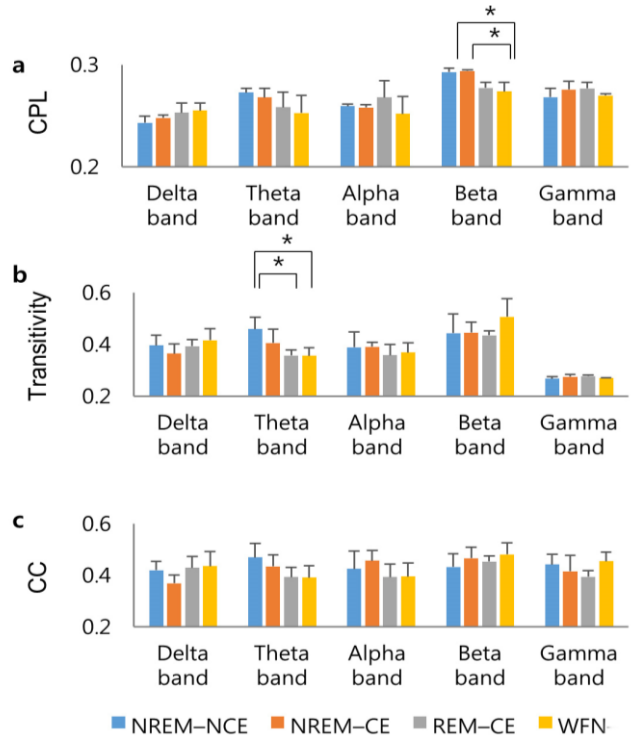 *
*
a
0.3
CPL
0.2
Delta Theta Alpha Beta Gamma
band band band band band
*
*
b
0.6
Transitivity
0.4
0.2
Delta Theta Alpha Beta Gamma
band band band band band
c
0.6
CC
0.4
0.2
Delta Theta Alpha Beta Gamma
band band band band band
NREM–NCE NREM–CE REM–CE WFN